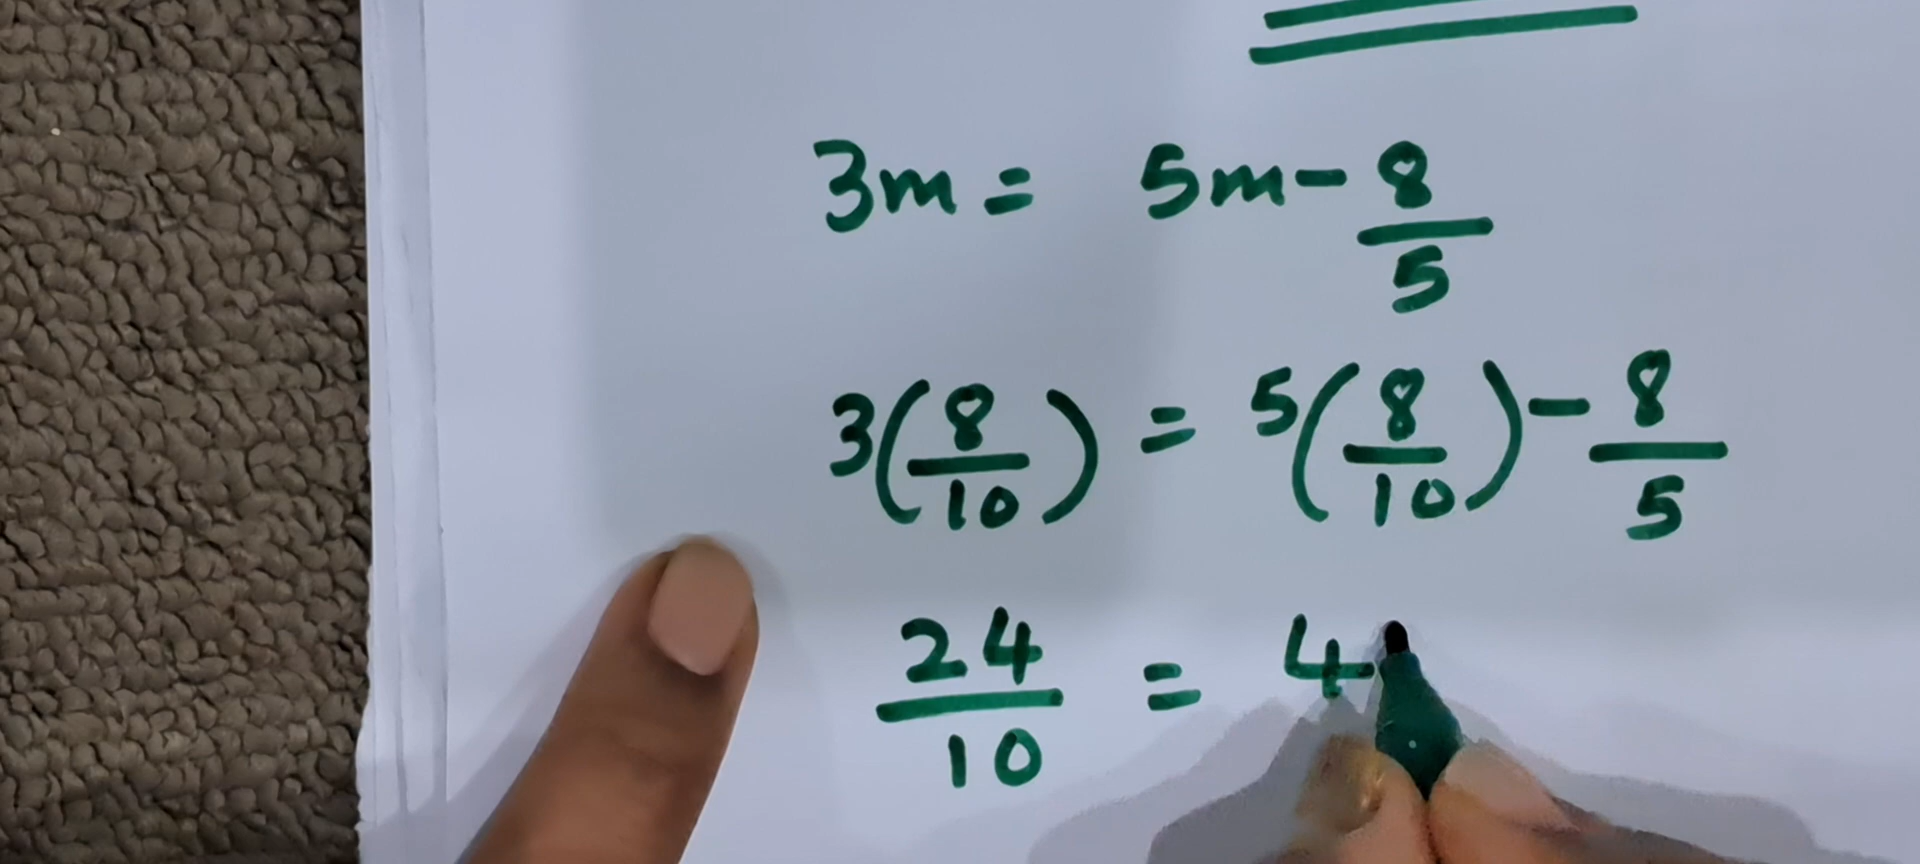 3m = 5m - 8/5
3(8/10) = 5(8/10) - 8/5
24/10 = 4